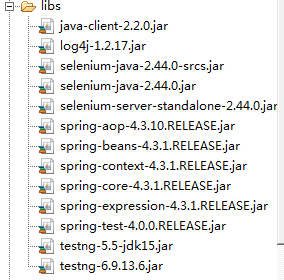 libs
java-client-2.2.0.jar
log4j-1.2.17.jar
selenium-java-2.44.0-srcs.jar
selenium-java-2.44.0.jar
selenium-server-standalone-2.44.0.jar
spring-aop-4.3.10.RELEASE.jar
spring-beans-4.3.1.RELEASE.jar
spring-context-4.3.1.RELEASE.jar
spring-core-4.3.1.RELEASE.jar
spring-expression-4.3.1.RELEASE.jar
spring-test-4.0.0.RELEASE.jar
testng-5.5-jdk15.jar
testng-6.9.13.6.jar